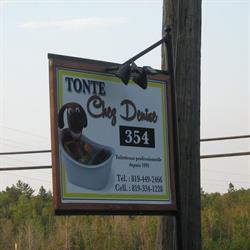 TONTE
Chez Denise
354
Toiletteuse professionnelle
depuis 1991
Tél. : 819-449-2466
Cell. : 819-334-1228